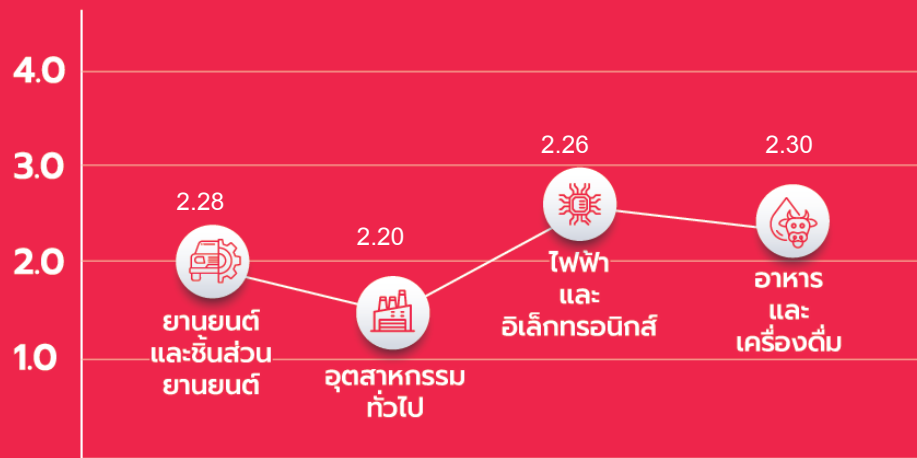 4.0
3.0
2.0
1.0
2.28
ยานยนต์
และชิ้นส่วน
ยานยนต์
2.20
อุตสาหกรรม
ทั่วไป
2.26
ไฟฟ้า
และ
อิเล็กทรอนิกส์
2.30
อาหาร
และ
เครื่องดื่ม